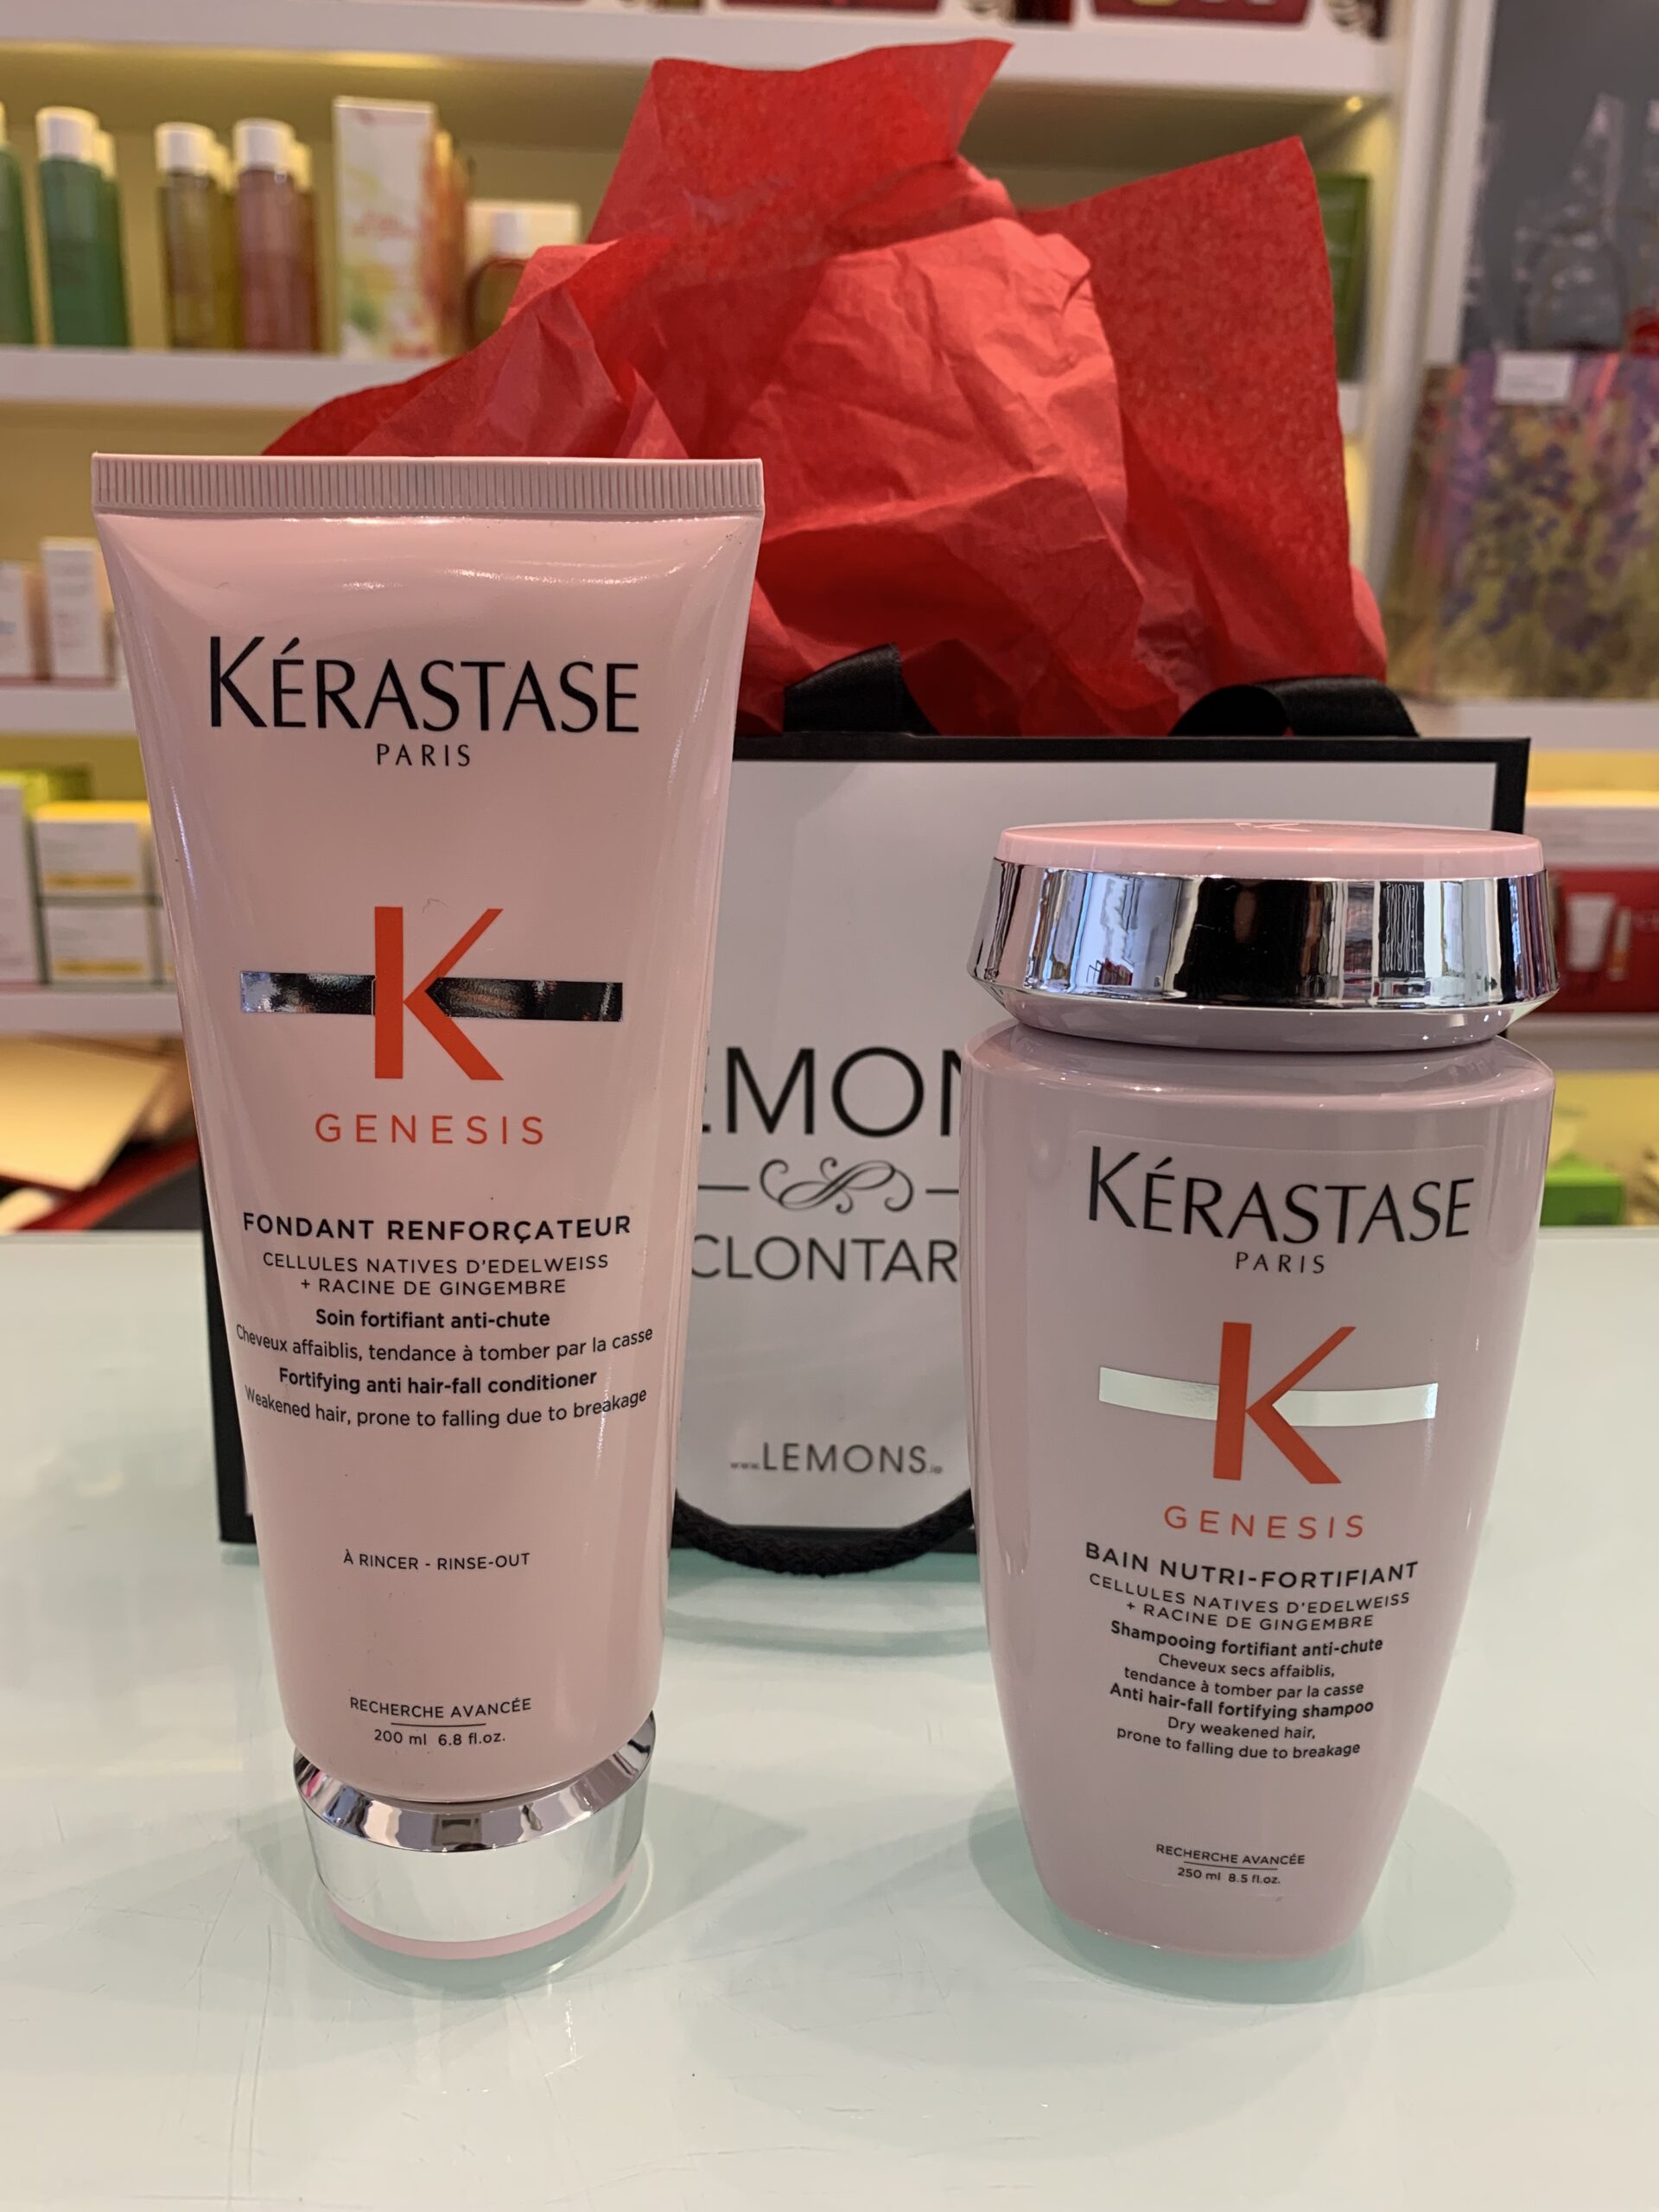 KÉRASTASE
PARIS
K
GENESIS
FONDANT RENFORÇATEUR
CELLULES NATIVES D'EDELWEISS
+ RACINE DE GINGEMBRE
Soin fortifiant anti-chute
Cheveux affaiblis, tendance à tomber par la casse
Fortifying anti hair-fall conditioner
Weakened hair, prone to falling due to breakage
À RINCER - RINSE-OUT
RECHERCHE AVANCÉE
200 ml 6.8 fl.oz.
EMON
CLONTAR
www.LEMONS.ie
KÉRASTASE
PARIS
K
GENESIS
BAIN NUTRI-FORTIFIANT
CELLULES NATIVES D'EDELWEISS
+ RACINE DE GINGEMBRE
Shampooing fortifiant anti-chute
Cheveux secs affaiblis,
tendance à tomber par la casse
Anti hair-fall fortifying shampoo
Dry weakened hair,
prone to falling due to breakage
RECHERCHE AVANCÉE
250 ml 8.5 fl.oz.